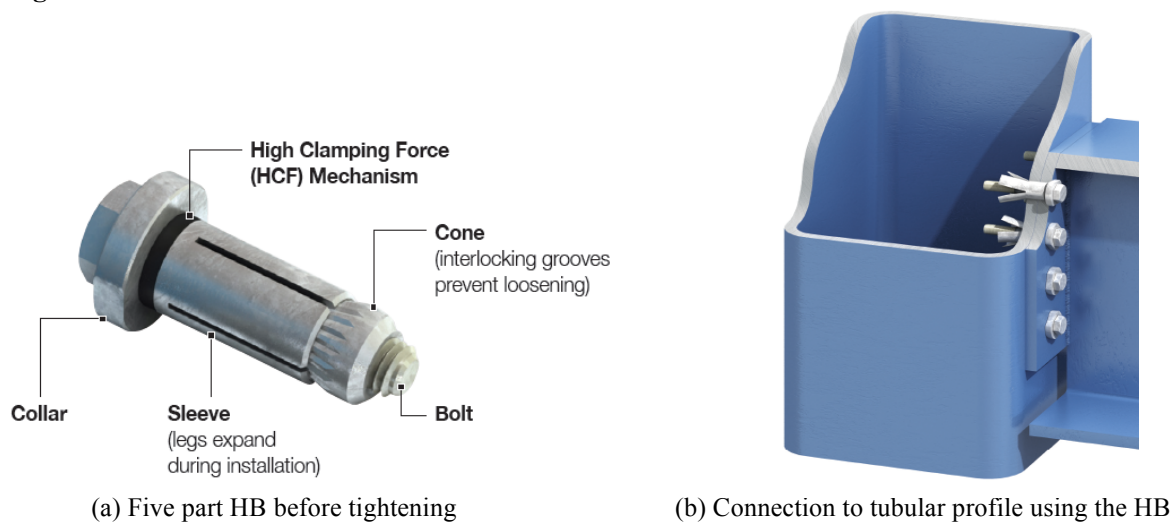 High Clamping Force
(HCF) Mechanism
Cone
(interlocking grooves
prevent loosening)
Collar
Sleeve
(legs expand
during installation)
Bolt
(a) Five part HB before tightening
(b) Connection to tubular profile using the HB